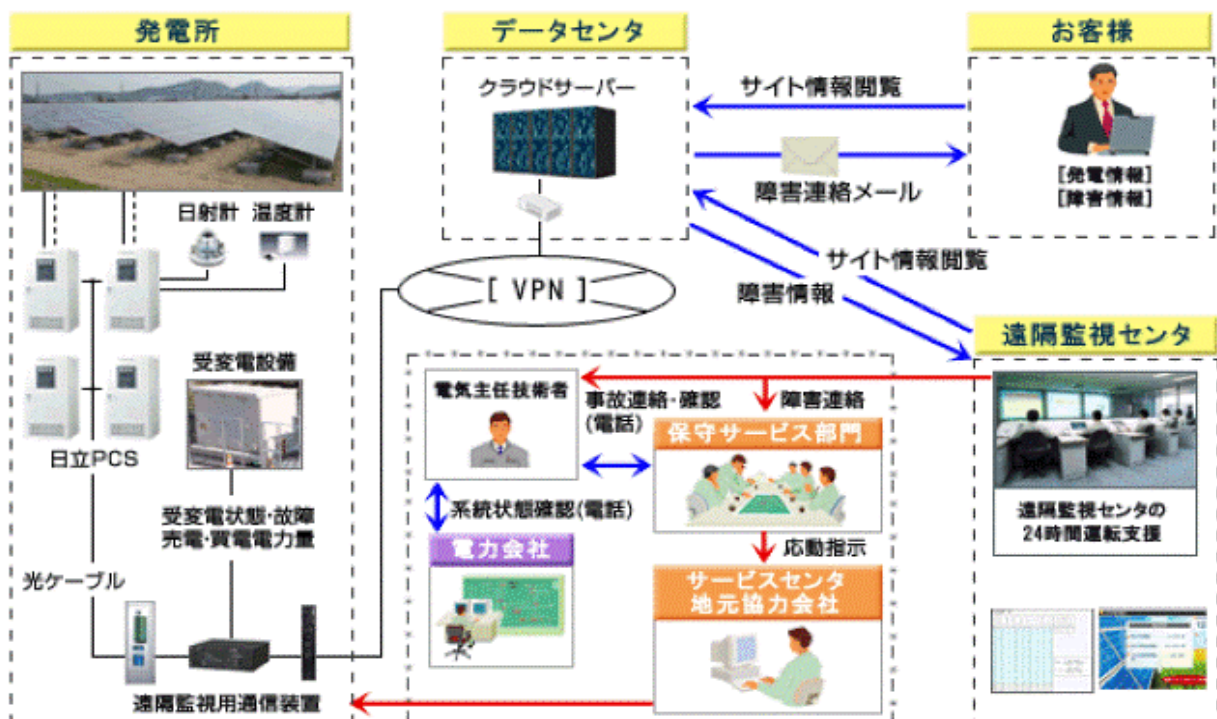 発電所
データセンタ
お客様
クラウドサーバー
サイト情報閲覧
障害連絡メール
[発電情報]
[障害情報]
日射計
温度計
[ VPN ]
サイト情報閲覧
障害情報
遠隔監視センタ
受変電設備
日立PCS
電気主任技術者
事故連絡・確認
(電話)
障害連絡
保守サービス部門
遠隔監視センタの
24時間運転支援
受変電状態・故障
売電・買電電力量
系統状態確認(電話)
電力会社
応動指示
サービスセンタ
地元協力会社
光ケーブル
遠隔監視用通信装置